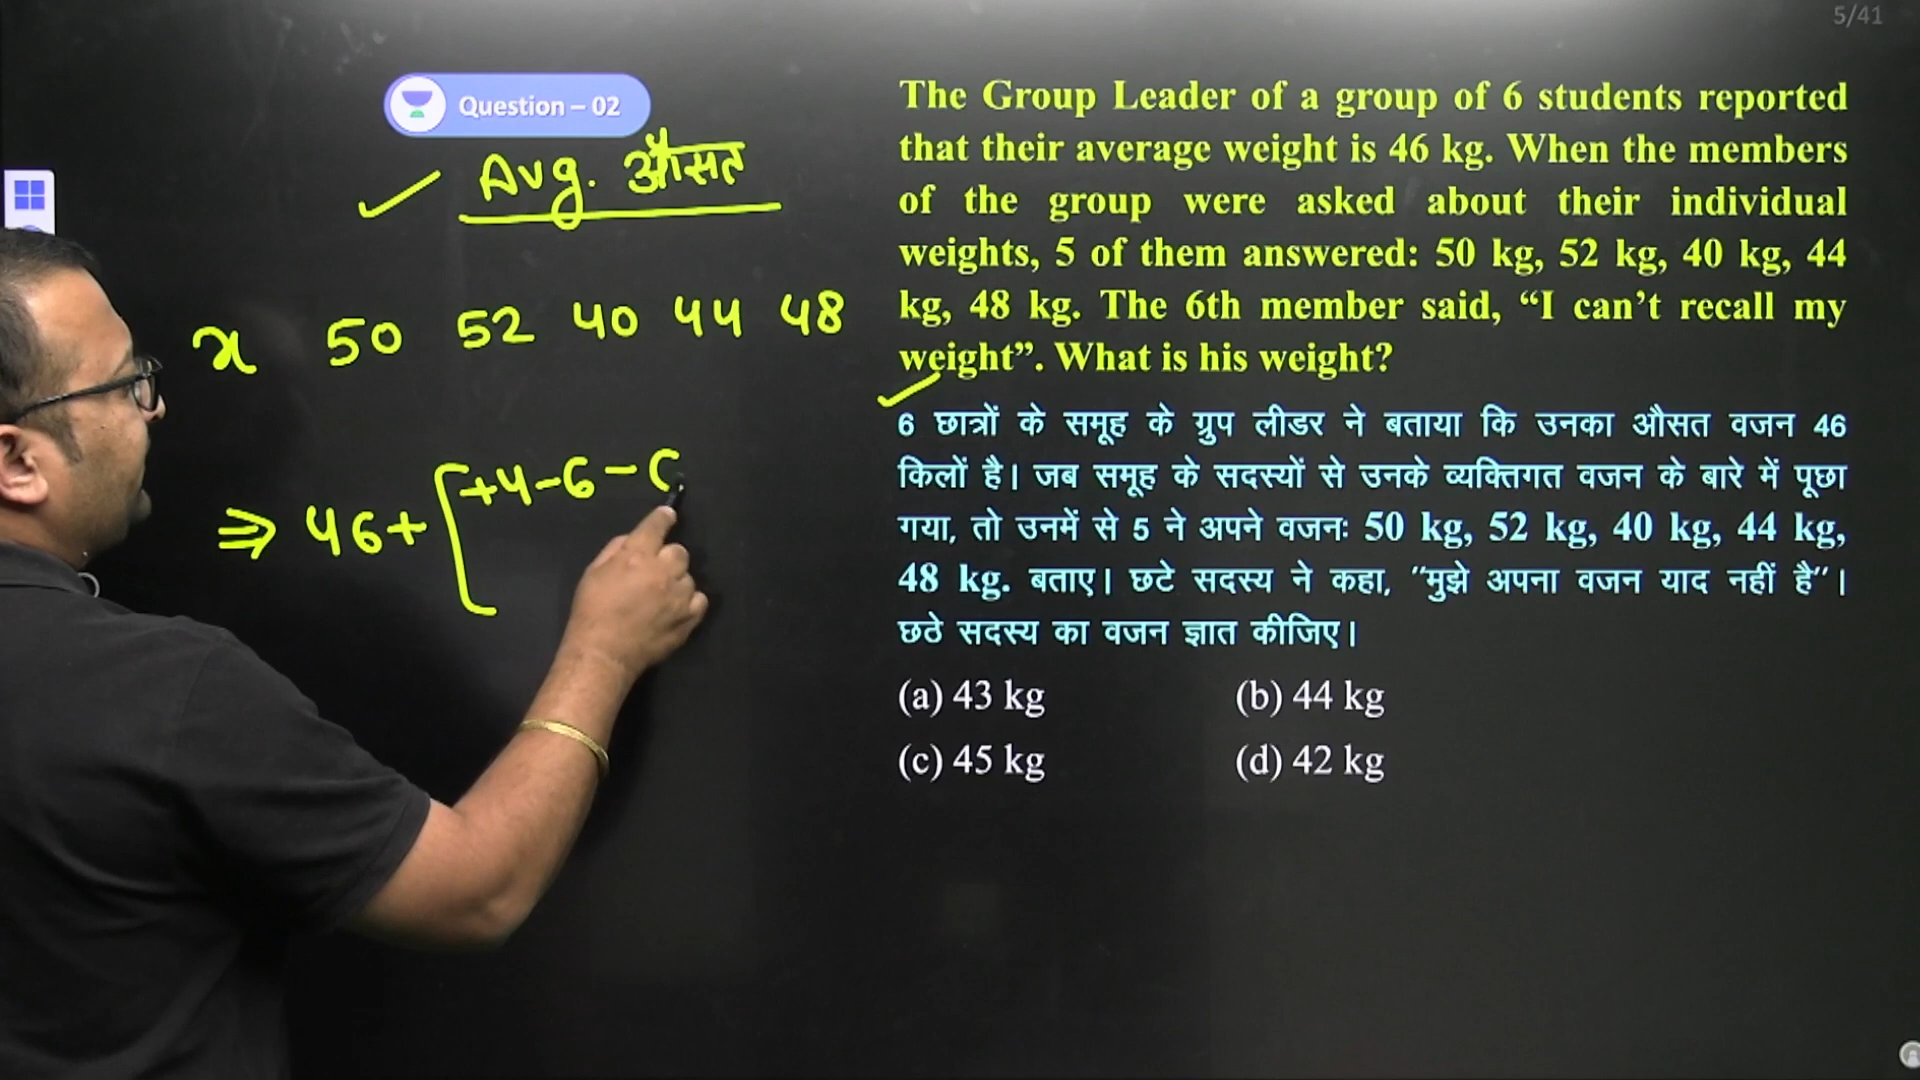 5/41
Question – 02
Avg. औसत
x 50 52 40 44 48
⇒ 46+[+4-6-
The Group Leader of a group of 6 students reported
that their average weight is 46 kg. When the members
of the group were asked about their individual
weights, 5 of them answered: 50 kg, 52 kg, 40 kg, 44
kg, 48 kg. The 6th member said, “I can’t recall my
weight”. What is his weight?
6 छात्रों के समूह के ग्रुप लीडर ने बताया कि उनका औसत वजन 46
किलों है। जब समूह के सदस्यों से उनके व्यक्तिगत वजन के बारे में पूछा
गया, तो उनमें से 5 ने अपने वजनः 50 kg, 52 kg, 40 kg, 44 kg,
48 kg. बताए। छटे सदस्य ने कहा, "मुझे अपना वजन याद नहीं है"।
छठे सदस्य का वजन ज्ञात कीजिए।
(a) 43 kg (b) 44 kg
(c) 45 kg (d) 42 kg